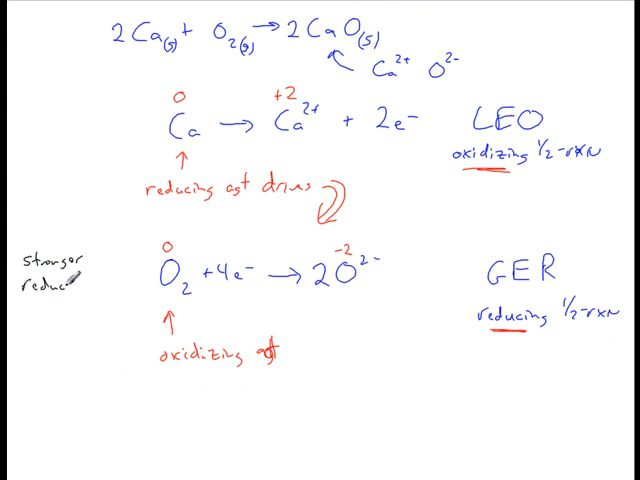 2Ca(s) + O₂(g) → 2CaO(s)
Ca²⁺ O²⁻
0 +2
Ca → Ca²⁺ + 2e⁻ LEO
oxidizing ½-rxn
reducing agt drives
0 -2
O₂ + 4e⁻ → 2O²⁻ GER
stronger
reduc
reducing ½-rxn
oxidizing agt